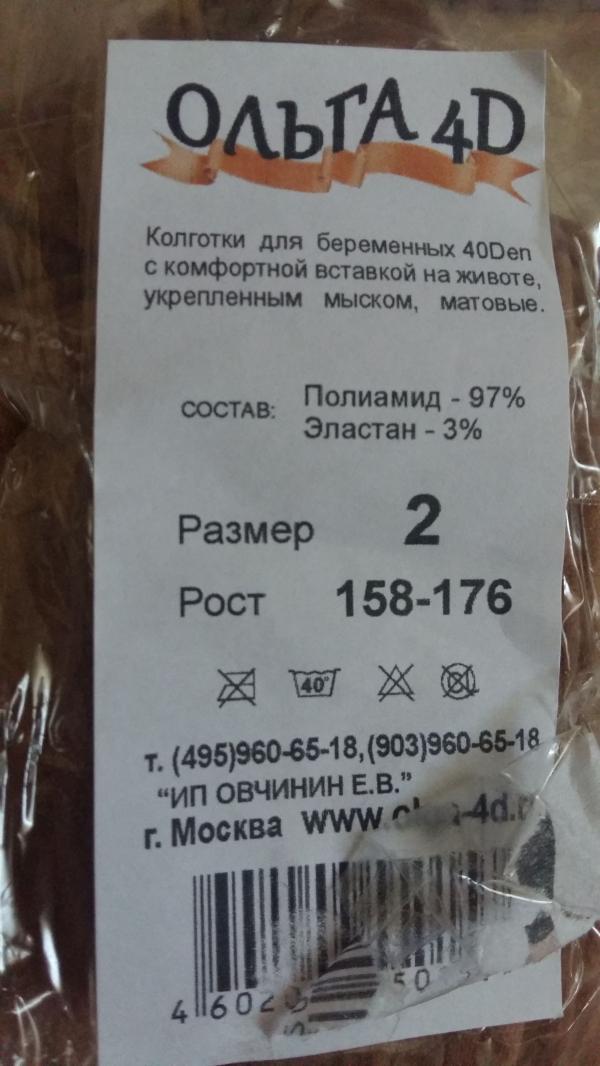 ОЛЬГА 4D
Колготки для беременных 40Den
с комфортной вставкой на животе,
укрепленным мыском, матовые.
СОСТАВ: Полиамид - 97%
Эластан - 3%
Размер 2
Рост 158-176
40°
т. (495)960-65-18,(903)960-65-18
“ИП ОВЧИНИН Е.В.”
г. Москва